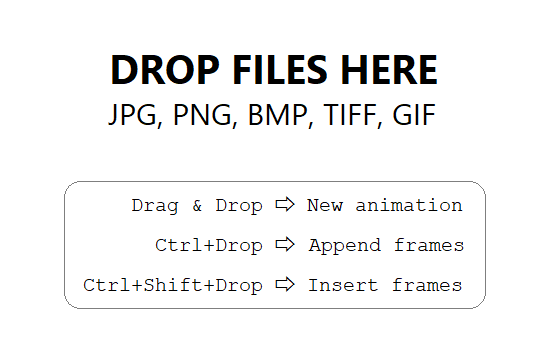 DROP FILES HERE
JPG, PNG, BMP, TIFF, GIF
Drag & Drop ⇨ New animation
Ctrl+Drop ⇨ Append frames
Ctrl+Shift+Drop ⇨ Insert frames